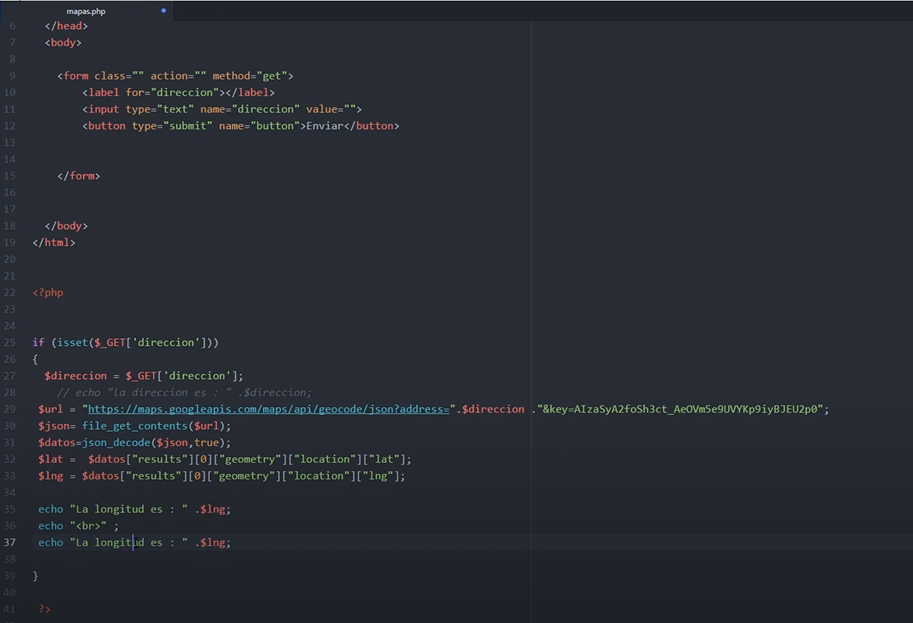 mapas.php
6 </head>
7 <body>
8
9 <form class="" action="" method="get">
10 <label for="direccion"></label>
11 <input type="text" name="direccion" value="">
12 <button type="submit" name="button">Enviar</button>
13
14
15 </form>
16
17
18 </body>
19 </html>
20
21
22 <?php
23
24
25 if (isset($_GET['direccion']))
26 {
27 $direccion = $_GET['direccion'];
28 // echo "la direccion es : " .$direccion;
29 $url = "https://maps.googleapis.com/maps/api/geocode/json?address=".$direccion ."&key=AIzaSyA2foSh3ct_AeOVm5e9UVYKp9iyBJEU2p0";
30 $json= file_get_contents($url);
31 $datos=json_decode($json,true);
32 $lat = $datos["results"][0]["geometry"]["location"]["lat"];
33 $lng = $datos["results"][0]["geometry"]["location"]["lng"];
34
35 echo "La longitud es : " .$lng;
36 echo "<br>" ;
37 echo "La longitud es : " .$lng;
38
39 }
40
41 ?>